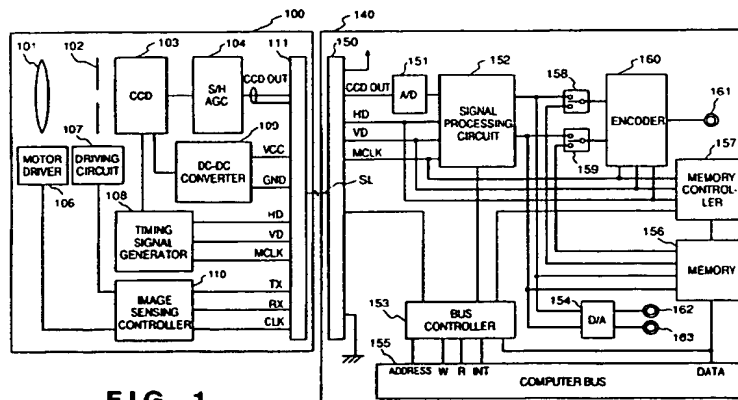 100
140
101
102
103
104
111
150
CCD
S/H
AGC
CCD OUT
107
109
MOTOR
DRIVER
106
DRIVING
CIRCUIT
DC-DC
CONVERTER
VCC
GND
SL
108
TIMING
SIGNAL
GENERATOR
HD
VD
MCLK
110
IMAGE
SENSING
CONTROLLER
TX
RX
CLK
CCD OUT
151
A/D
152
SIGNAL
PROCESSING
CIRCUIT
HD
VD
MCLK
158
159
160
ENCODER
161
157
MEMORY
CONTROL-
LER
156
MEMORY
153
BUS
CONTROLLER
154
D/A
162
163
155
ADDRESS W R INT DATA
COMPUTER BUS
FIG. 1